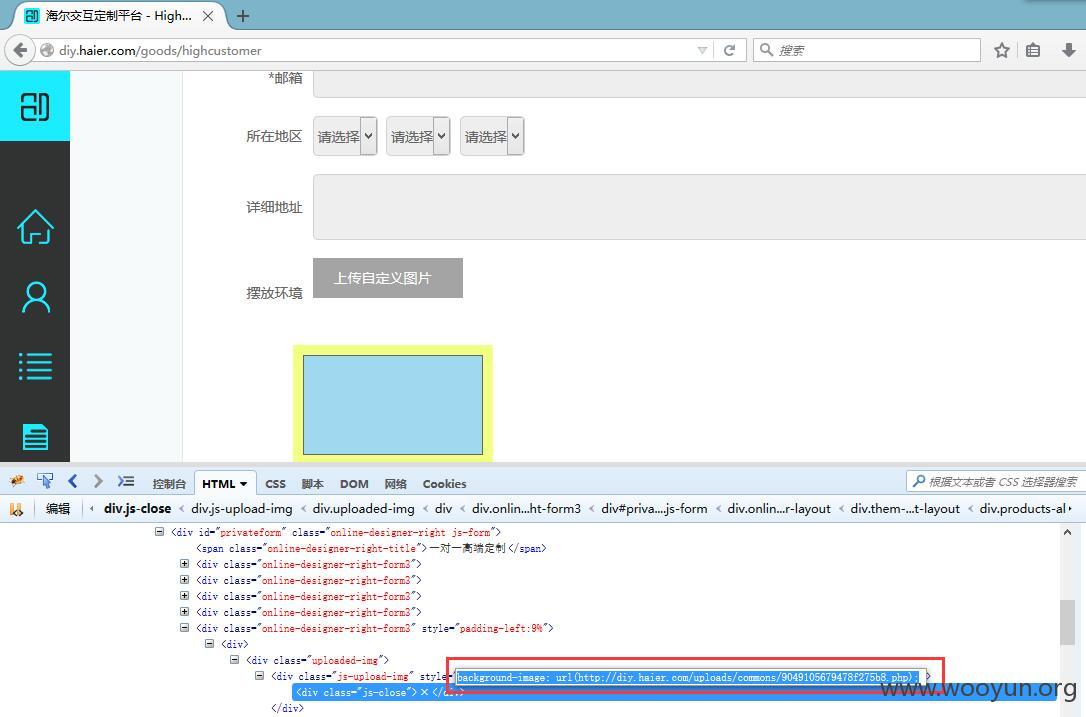 海尔交互定制平台 - High...
diy.haier.com/goods/highcustomer
搜索
*邮箱
所在地区 请选择 请选择 请选择
详细地址
上传自定义图片
摆放环境
控制台 HTML CSS 脚本 DOM 网络 Cookies
根据文本或者 CSS 选择器搜索
编辑 div.js-close < div.js-upload-img < div.uploaded-img < div < div.onlin...ht-form3 < div#priva....js-form < div.onlin...r-layout < div.them-...t-layout < div.products-al
<div id="privateform" class="online-designer-right js-form">
<span class="online-designer-right-title">一对一高端定制</span>
<div class="online-designer-right-form3">
<div class="online-designer-right-form3">
<div class="online-designer-right-form3">
<div class="online-designer-right-form3">
<div class="online-designer-right-form3" style="padding-left:9%">
<div>
<div class="uploaded-img">
<div class="js-upload-img" style="background-image: url(http://diy.haier.com/uploads/commons/9049105679478f275b8.php);">
<div class="js-close">×</div>
</div>
www.wooyun.org